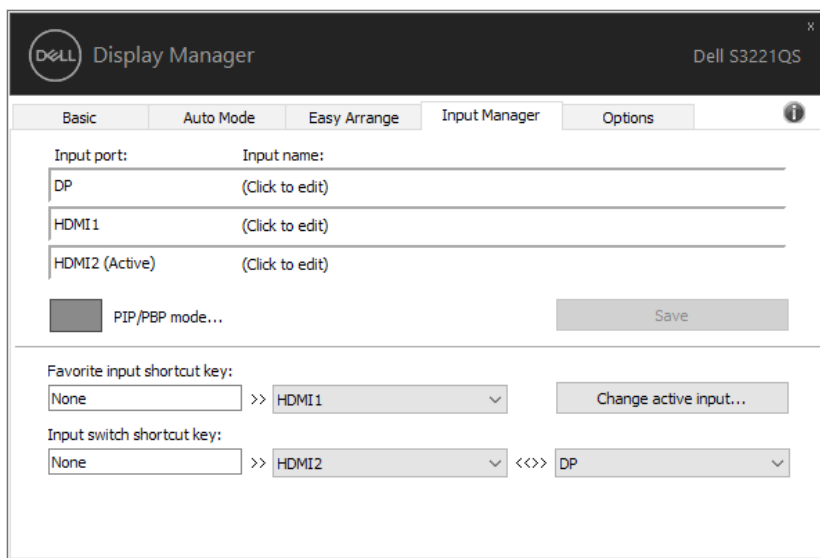 x
DELL Display Manager
Dell S3221QS
Basic Auto Mode Easy Arrange Input Manager Options i
Input port: Input name:
DP (Click to edit)
HDMI1 (Click to edit)
HDMI2 (Active) (Click to edit)
PIP/PBP mode... Save
Favorite input shortcut key:
None >> HDMI1 Change active input...
Input switch shortcut key:
None >> HDMI2 <<>> DP